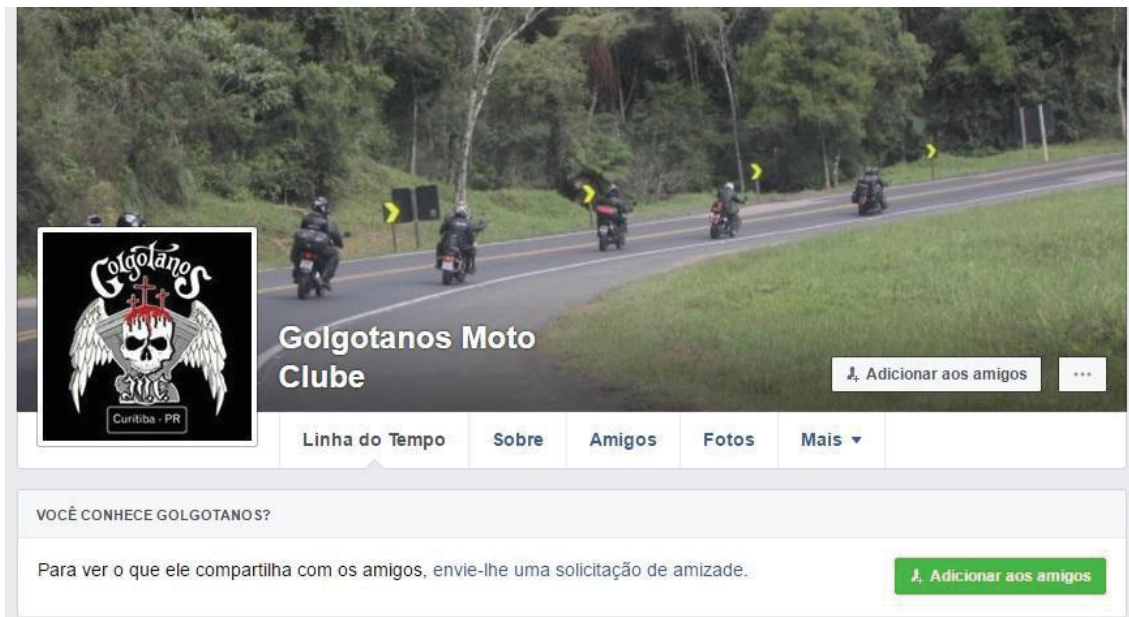 Golgotanos
MC
Curitiba - PR
Golgotanos Moto
Clube
Adicionar aos amigos
Linha do Tempo
Sobre
Amigos
Fotos
Mais
VOCÊ CONHECE GOLGOTANOS?
Para ver o que ele compartilha com os amigos, envie-lhe uma solicitação de amizade.
Adicionar aos amigos